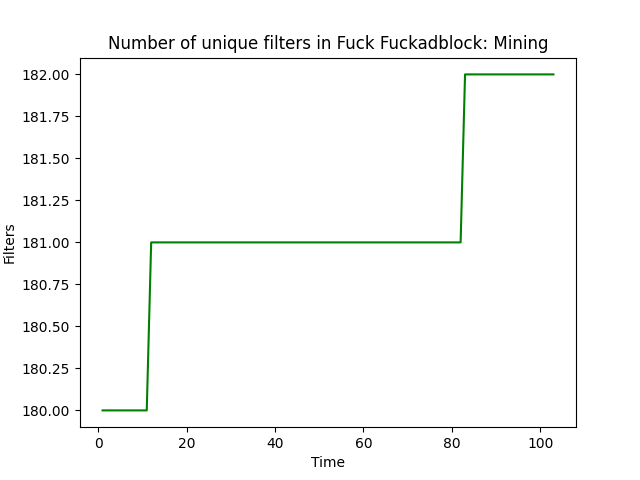 Number of unique filters in Fuck Fuckadblock: Mining
182.00
181.75
181.50
181.25
181.00
180.75
180.50
180.25
180.00
Filters
0 20 40 60 80 100
Time